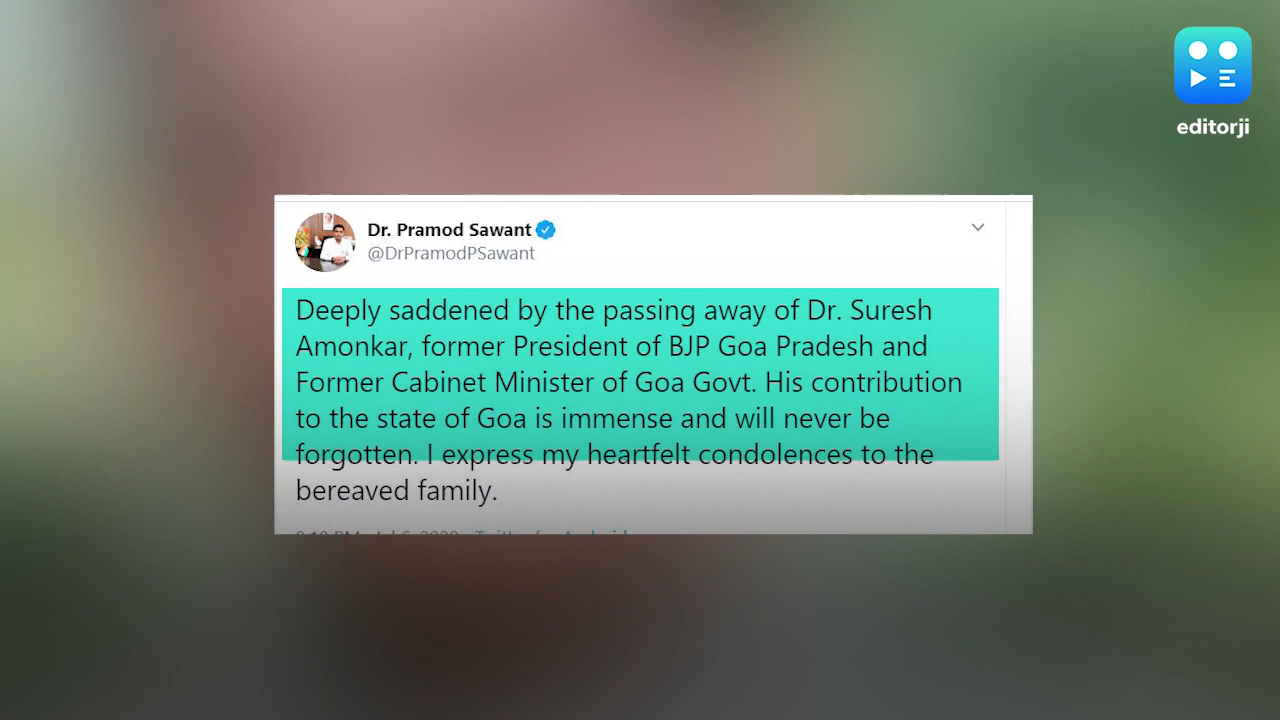 editorji
Dr. Pramod Sawant
@DrPramodPSawant
Deeply saddened by the passing away of Dr. Suresh
Amonkar, former President of BJP Goa Pradesh and
Former Cabinet Minister of Goa Govt. His contribution
to the state of Goa is immense and will never be
forgotten. I express my heartfelt condolences to the
bereaved family.